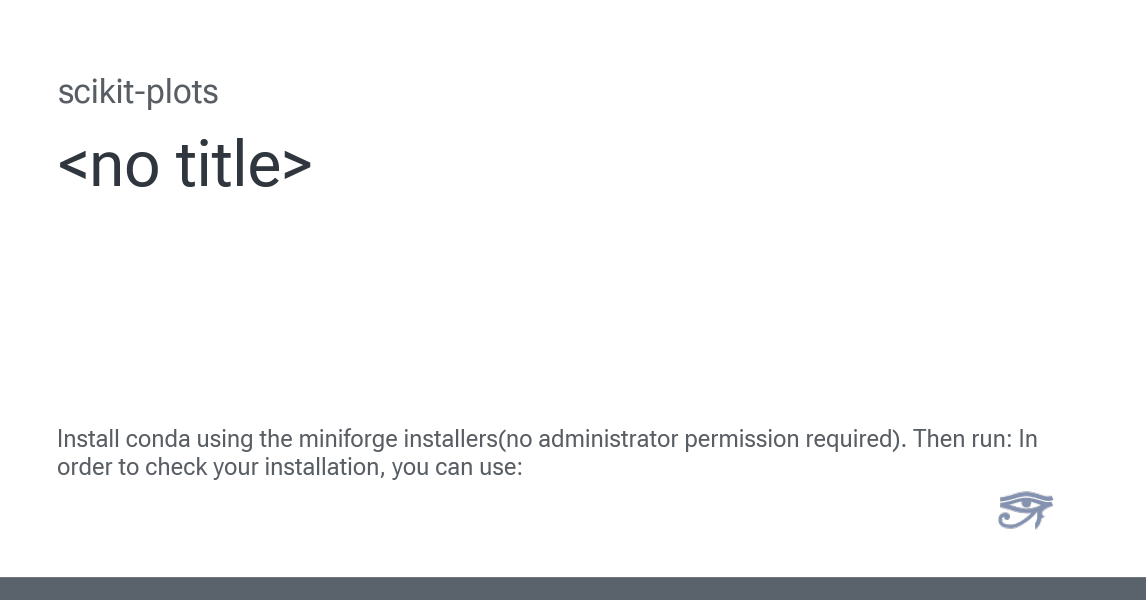 scikit-plots
<no title>
Install conda using the miniforge installers(no administrator permission required). Then run: In
order to check your installation, you can use: